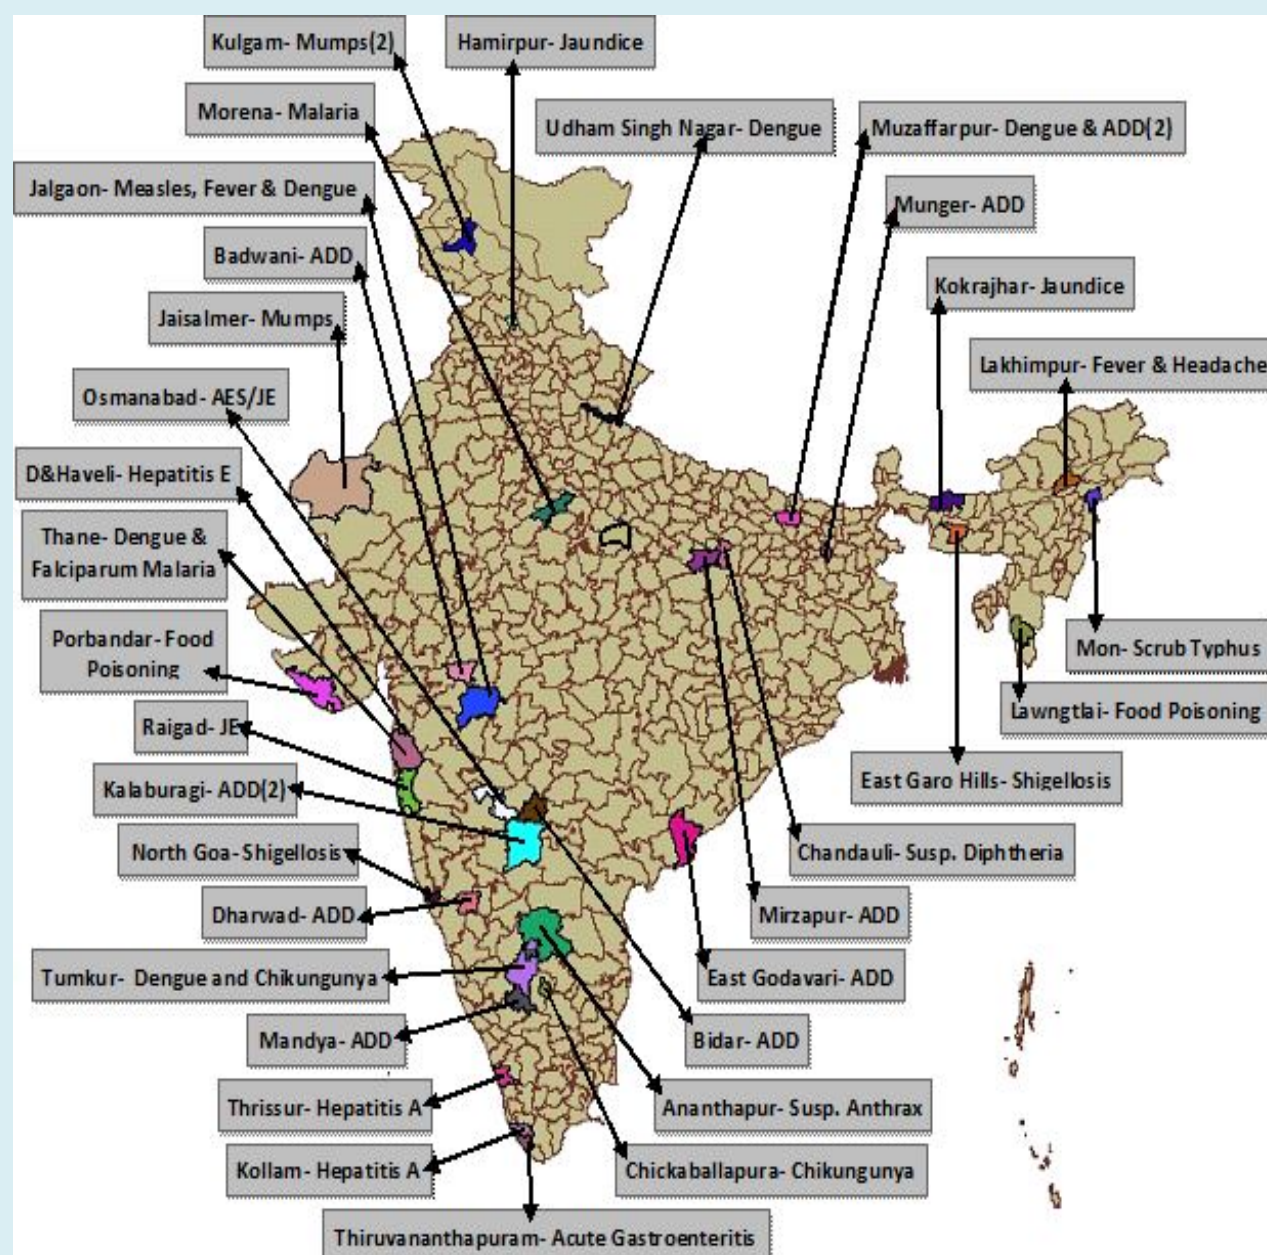 Kulgam- Mumps(2)
Hamirpur- Jaundice
Morena- Malaria
Udham Singh Nagar- Dengue
Muzaffarpur- Dengue & ADD(2)
Jalgaon- Measles, Fever & Dengue
Munger- ADD
Badwani- ADD
Kokrajhar- Jaundice
Jaisalmer- Mumps
Lakhimpur- Fever & Headache
Osmanabad- AES/JE
D&Haveli- Hepatitis E
Thane- Dengue &
Falciparum Malaria
Porbandar- Food
Poisoning
Mon- Scrub Typhus
Lawngtlai- Food Poisoning
Raigad- JE
Kalaburagi- ADD(2)
East Garo Hills- Shigellosis
North Goa- Shigellosis
Chandauli- Susp. Diphtheria
Dharwad- ADD
Mirzapur- ADD
Tumkur- Dengue and Chikungunya
East Godavari- ADD
Mandya- ADD
Bidar- ADD
Thrissur- Hepatitis A
Ananthapur- Susp. Anthrax
Kollam- Hepatitis A
Chickaballapura- Chikungunya
Thiruvananthapuram- Acute Gastroenteritis